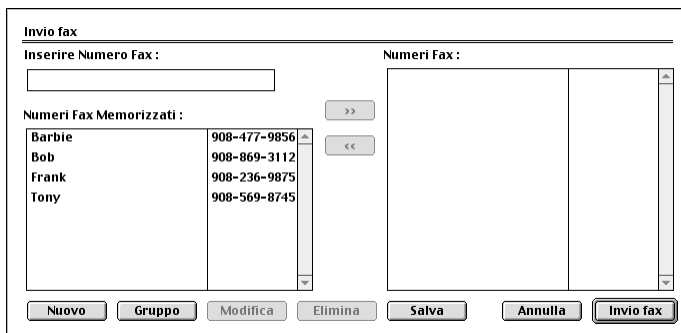 Invio fax
Inserire Numero Fax :
Numeri Fax :
>>
Numeri Fax Memorizzati :
<<
Barbie 908-477-9856
Bob 908-869-3112
Frank 908-236-9875
Tony 908-569-8745
Nuovo Gruppo Modifica Elimina Salva Annulla Invio fax